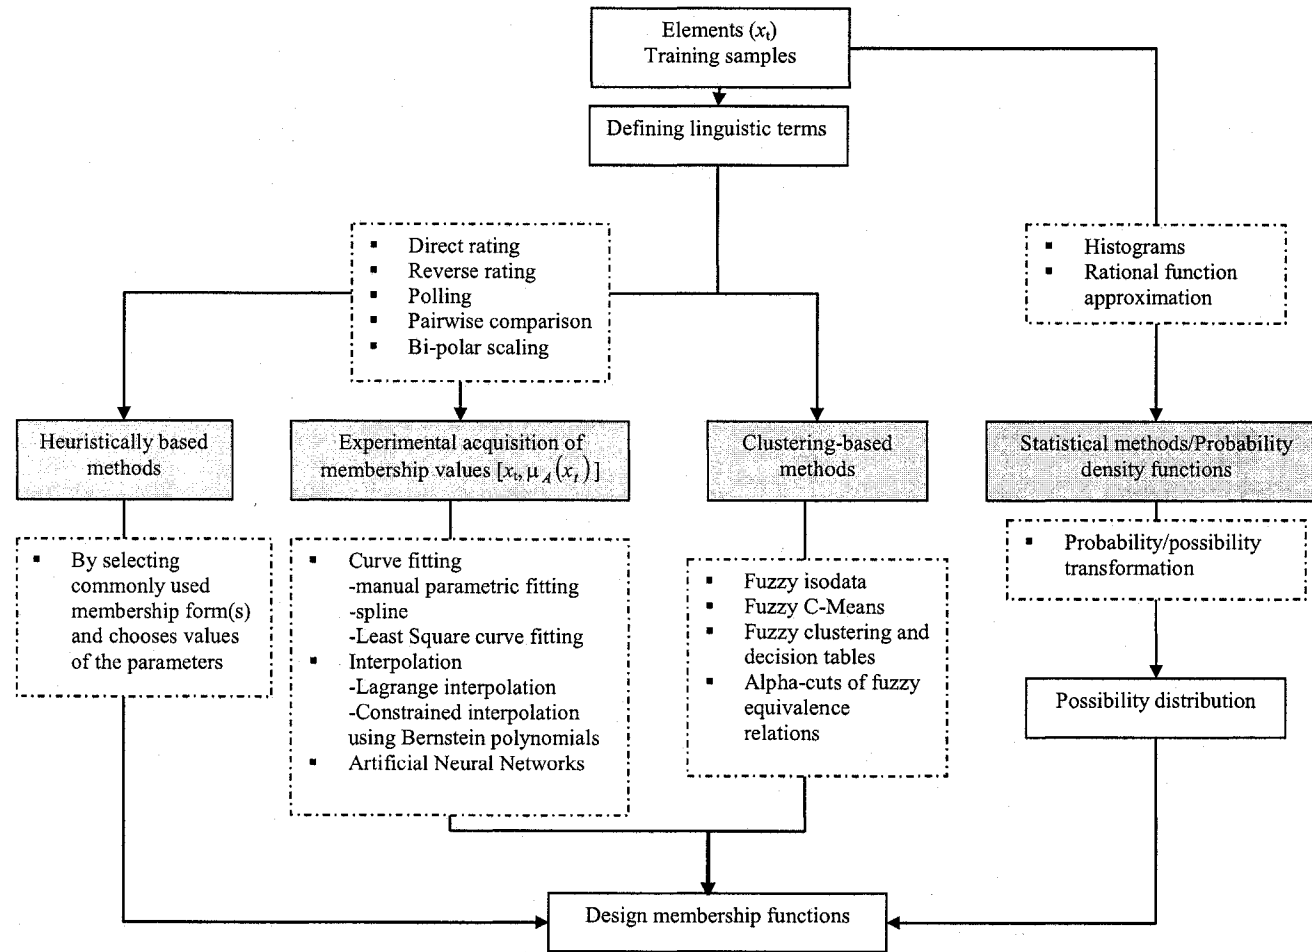 Elements (xₜ)
Training samples
Defining linguistic terms
▪ Direct rating
▪ Reverse rating
▪ Polling
▪ Pairwise comparison
▪ Bi-polar scaling
▪ Histograms
▪ Rational function
approximation
Heuristically based
methods
Experimental acquisition of
membership values [xₜ, μ_A(x_t)]
Clustering-based
methods
Statistical methods/Probability
density functions
▪ By selecting
commonly used
membership form(s)
and chooses values
of the parameters
▪ Curve fitting
-manual parametric fitting
-spline
-Least Square curve fitting
▪ Interpolation
-Lagrange interpolation
-Constrained interpolation
using Bernstein polynomials
▪ Artificial Neural Networks
▪ Fuzzy isodata
▪ Fuzzy C-Means
▪ Fuzzy clustering and
decision tables
▪ Alpha-cuts of fuzzy
equivalence
relations
▪ Probability/possibility
transformation
Possibility distribution
Design membership functions